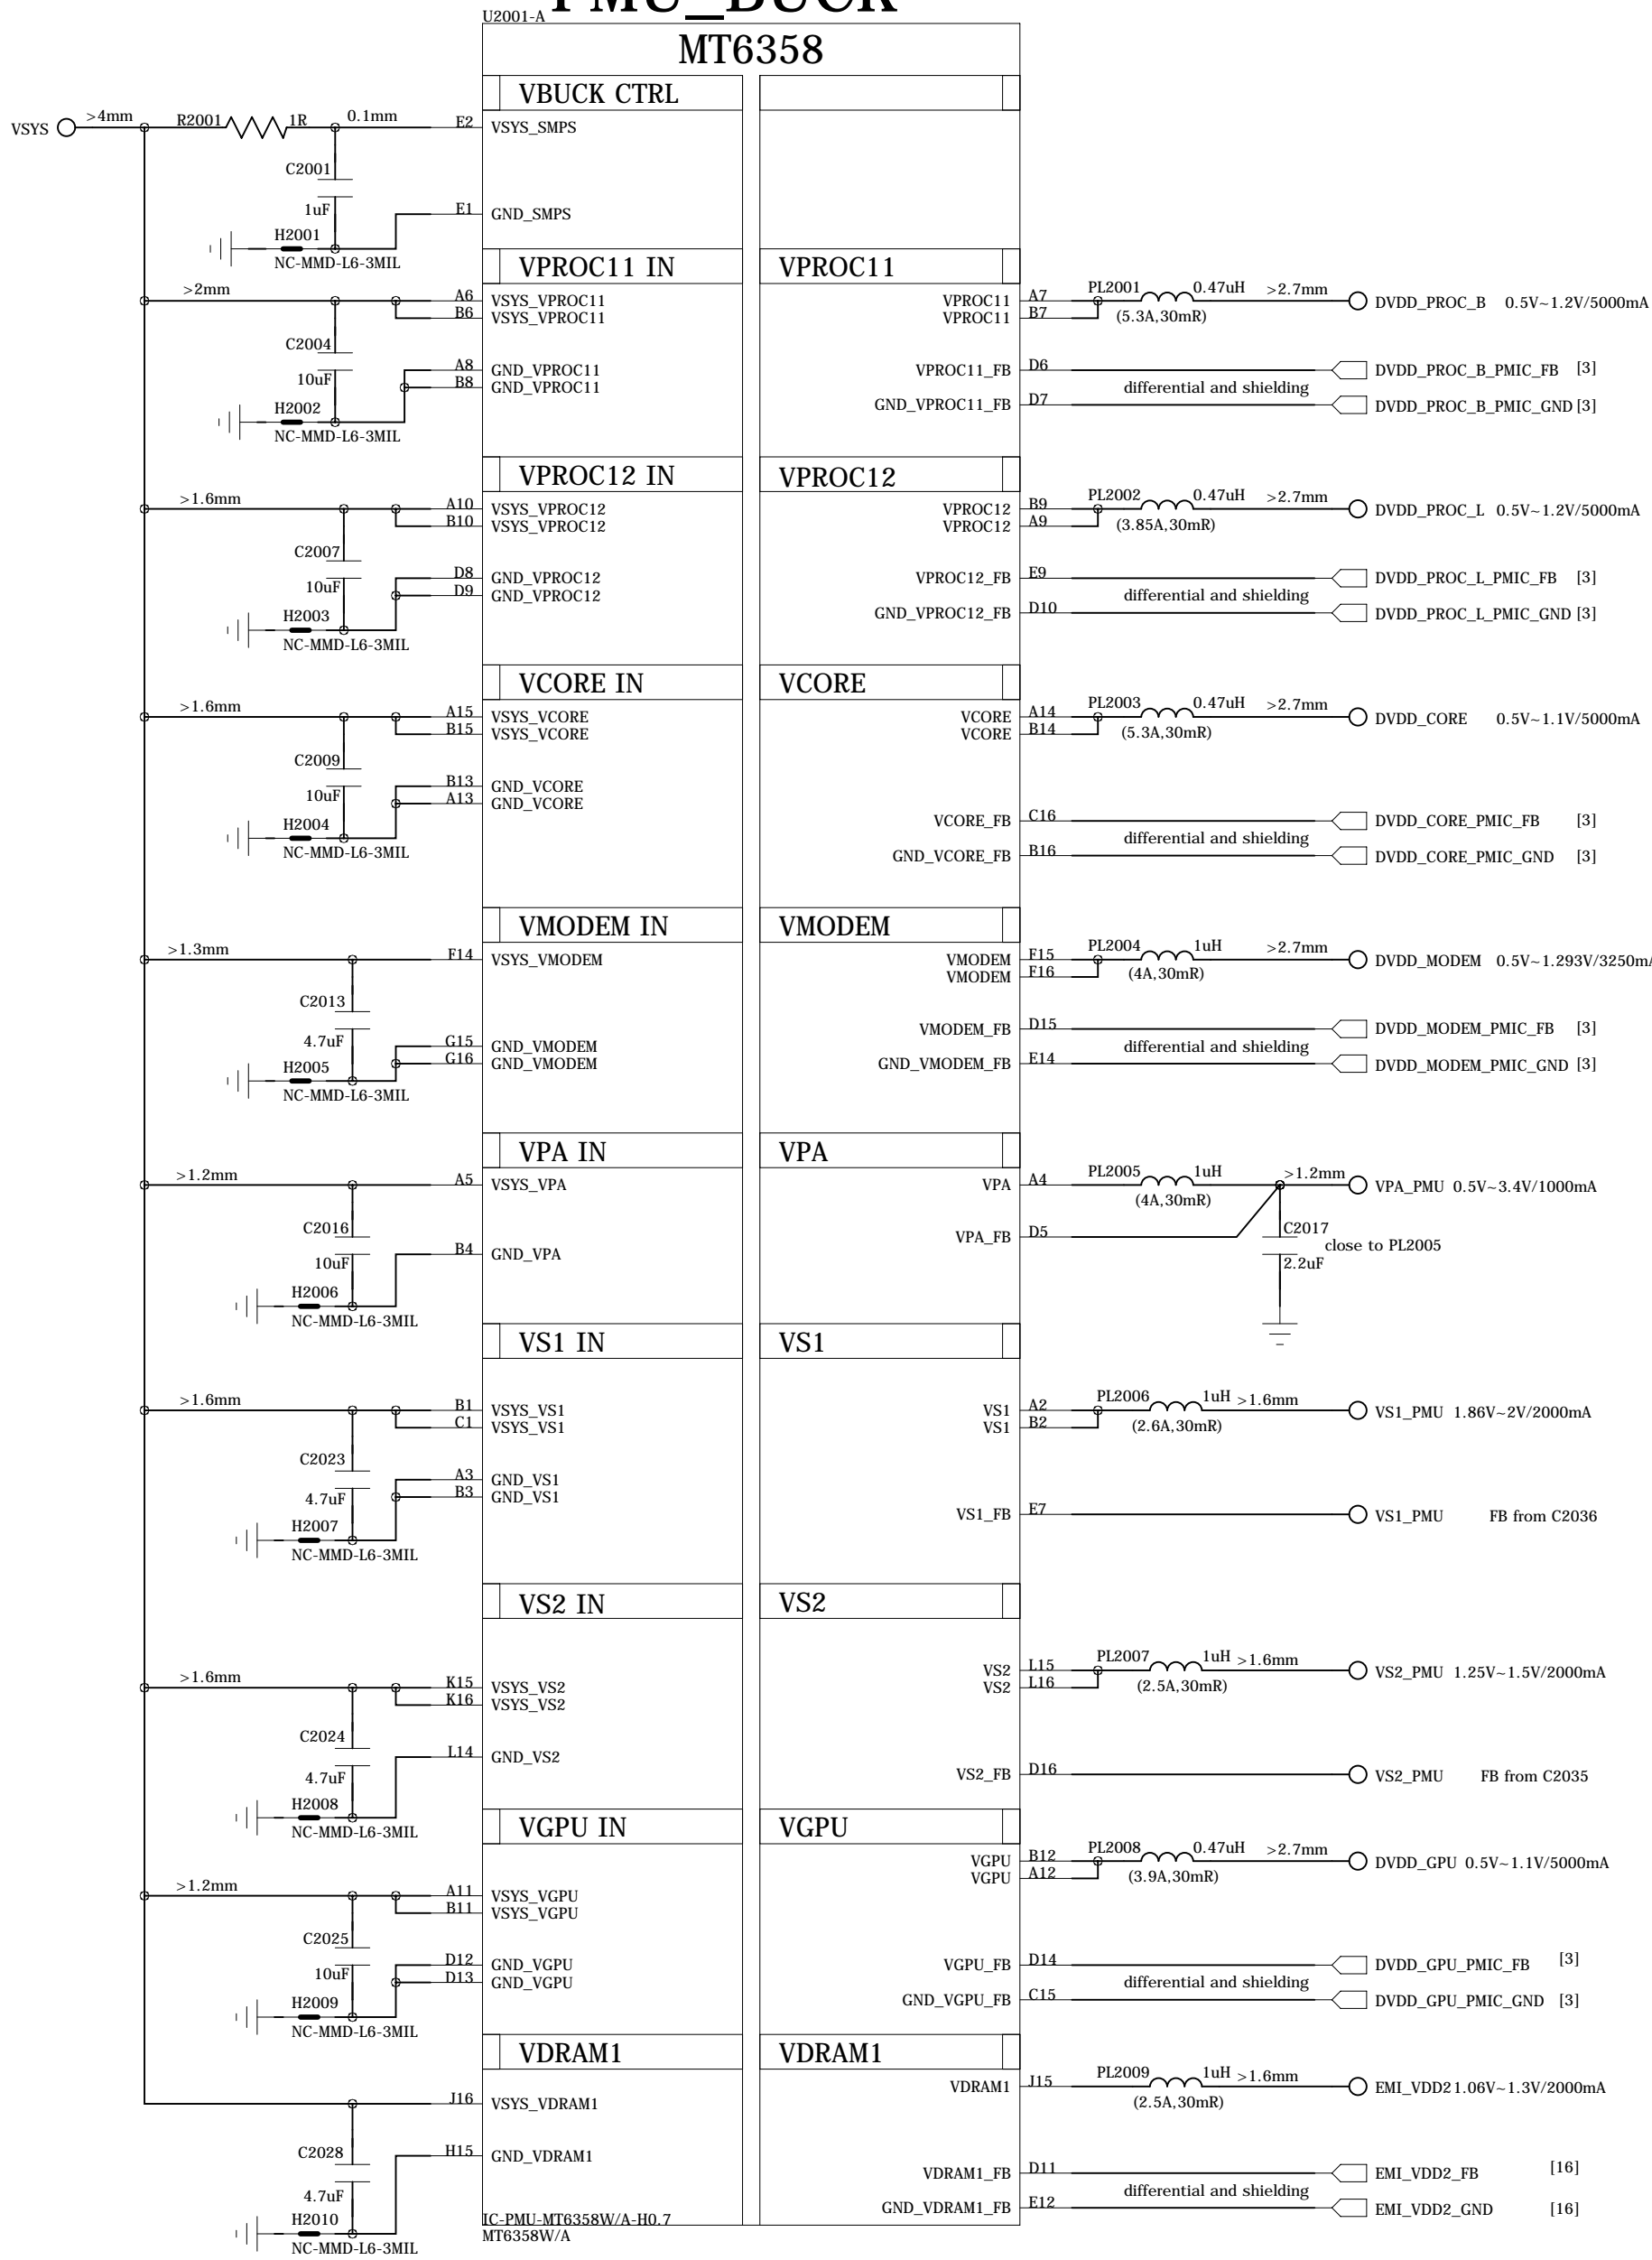 PMU_BUCK
U2001-A
MT6358
VBUCK CTRL
VSYS >4mm R2001 1R 0.1mm E2 VSYS_SMPS
C2001
1uF
E1 GND_SMPS
H2001
NC-MMD-L6-3MIL
VPROC11 IN VPROC11
>2mm A6 VSYS_VPROC11
B6 VSYS_VPROC11
C2004
10uF
A8 GND_VPROC11
B8 GND_VPROC11
H2002
NC-MMD-L6-3MIL
VPROC11 A7 PL2001 0.47uH >2.7mm DVDD_PROC_B 0.5V~1.2V/5000mA
VPROC11 B7 (5.3A,30mR)
VPROC11_FB D6 DVDD_PROC_B_PMIC_FB [3]
differential and shielding
GND_VPROC11_FB D7 DVDD_PROC_B_PMIC_GND [3]
VPROC12 IN VPROC12
>1.6mm A10 VSYS_VPROC12
B10 VSYS_VPROC12
C2007
10uF
D8 GND_VPROC12
D9 GND_VPROC12
H2003
NC-MMD-L6-3MIL
VPROC12 B9 PL2002 0.47uH >2.7mm DVDD_PROC_L 0.5V~1.2V/5000mA
VPROC12 A9 (3.85A,30mR)
VPROC12_FB E9 DVDD_PROC_L_PMIC_FB [3]
differential and shielding
GND_VPROC12_FB D10 DVDD_PROC_L_PMIC_GND [3]
VCORE IN VCORE
>1.6mm A15 VSYS_VCORE
B15 VSYS_VCORE
C2009
10uF
B13 GND_VCORE
A13 GND_VCORE
H2004
NC-MMD-L6-3MIL
VCORE A14 PL2003 0.47uH >2.7mm DVDD_CORE 0.5V~1.1V/5000mA
VCORE B14 (5.3A,30mR)
VCORE_FB C16 DVDD_CORE_PMIC_FB [3]
differential and shielding
GND_VCORE_FB B16 DVDD_CORE_PMIC_GND [3]
VMODEM IN VMODEM
>1.3mm F14 VSYS_VMODEM
C2013
4.7uF
G15 GND_VMODEM
G16 GND_VMODEM
H2005
NC-MMD-L6-3MIL
VMODEM F15 PL2004 1uH >2.7mm DVDD_MODEM 0.5V~1.293V/3250mA
VMODEM F16 (4A,30mR)
VMODEM_FB D15 DVDD_MODEM_PMIC_FB [3]
differential and shielding
GND_VMODEM_FB E14 DVDD_MODEM_PMIC_GND [3]
VPA IN VPA
>1.2mm A5 VSYS_VPA
C2016
10uF
B4 GND_VPA
H2006
NC-MMD-L6-3MIL
VPA A4 PL2005 1uH >1.2mm VPA_PMU 0.5V~3.4V/1000mA
(4A,30mR)
VPA_FB D5
C2017
close to PL2005
2.2uF
VS1 IN VS1
>1.6mm B1 VSYS_VS1
C1 VSYS_VS1
C2023
4.7uF
A3 GND_VS1
B3 GND_VS1
H2007
NC-MMD-L6-3MIL
VS1 A2 PL2006 1uH >1.6mm VS1_PMU 1.86V~2V/2000mA
VS1 B2 (2.6A,30mR)
VS1_FB E7 VS1_PMU FB from C2036
VS2 IN VS2
>1.6mm K15 VSYS_VS2
K16 VSYS_VS2
C2024
4.7uF
L14 GND_VS2
H2008
NC-MMD-L6-3MIL
VS2 L15 PL2007 1uH >1.6mm VS2_PMU 1.25V~1.5V/2000mA
VS2 L16 (2.5A,30mR)
VS2_FB D16 VS2_PMU FB from C2035
VGPU IN VGPU
>1.2mm A11 VSYS_VGPU
B11 VSYS_VGPU
C2025
10uF
D12 GND_VGPU
D13 GND_VGPU
H2009
NC-MMD-L6-3MIL
VGPU B12 PL2008 0.47uH >2.7mm DVDD_GPU 0.5V~1.1V/5000mA
VGPU A12 (3.9A,30mR)
VGPU_FB D14 DVDD_GPU_PMIC_FB [3]
differential and shielding
GND_VGPU_FB C15 DVDD_GPU_PMIC_GND [3]
VDRAM1 VDRAM1
J16 VSYS_VDRAM1
C2028
4.7uF
H15 GND_VDRAM1
H2010
NC-MMD-L6-3MIL
VDRAM1 J15 PL2009 1uH >1.6mm EMI_VDD2 1.06V~1.3V/2000mA
(2.5A,30mR)
VDRAM1_FB D11 EMI_VDD2_FB [16]
differential and shielding
GND_VDRAM1_FB E12 EMI_VDD2_GND [16]
IC-PMU-MT6358W/A-H0.7
MT6358W/A